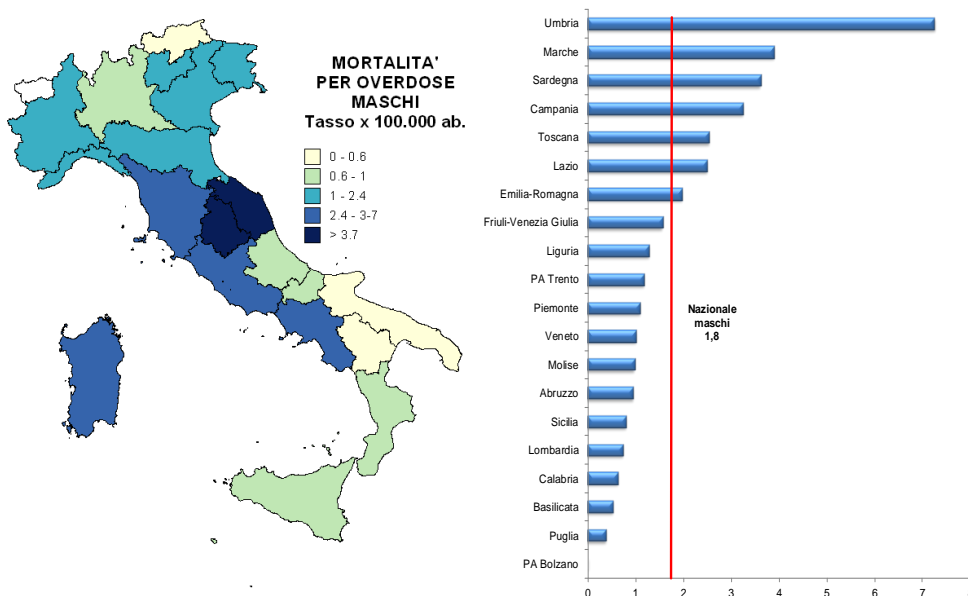 MORTALITA'
PER OVERDOSE
MASCHI
Tasso x 100.000 ab.
0 - 0.6
0.6 - 1
1 - 2.4
2.4 - 3-7
> 3.7
Umbria
Marche
Sardegna
Campania
Toscana
Lazio
Emilia-Romagna
Friuli-Venezia Giulia
Liguria
PA Trento
Piemonte
Veneto
Molise
Abruzzo
Sicilia
Lombardia
Calabria
Basilicata
Puglia
PA Bolzano
Nazionale
maschi
1,8
0 1 2 3 4 5 6 7